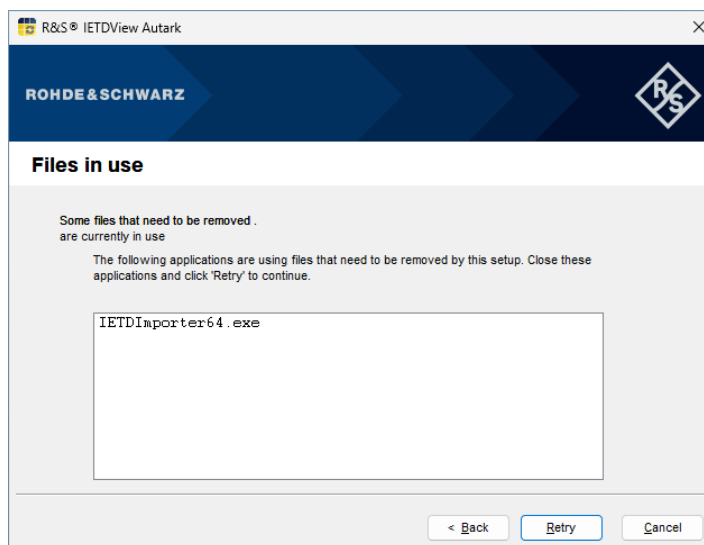 R&S® IETDView Autark
ROHDE&SCHWARZ
R&S
Files in use
Some files that need to be removed .
are currently in use
The following applications are using files that need to be removed by this setup. Close these
applications and click 'Retry' to continue.
IETDImporter64.exe
< Back
Retry
Cancel